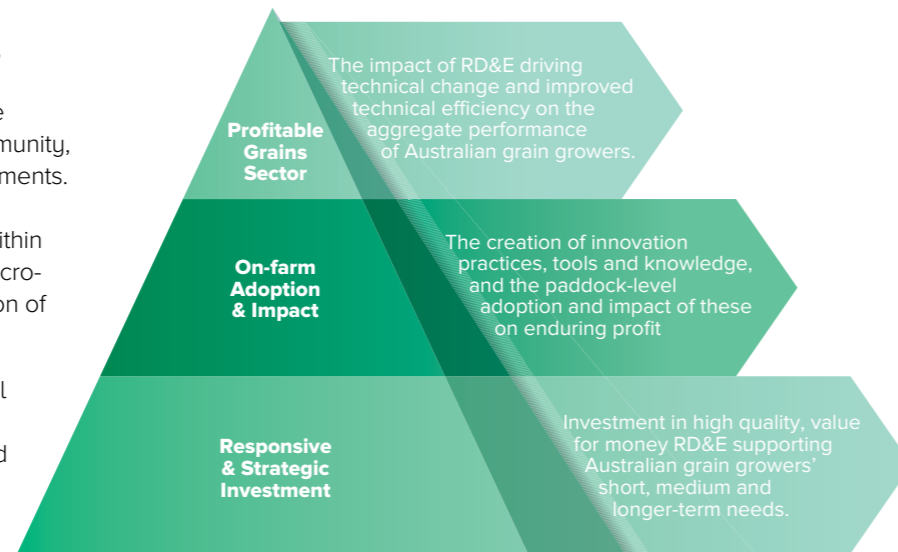 munity,
ments.
Profitable
Grains
Sector
The impact of RD&E driving
technical change and improved
technical efficiency on the
aggregate performance
of Australian grain growers.
on of
On-farm
Adoption
& Impact
The creation of innovation
practices, tools and knowledge,
and the paddock-level
adoption and impact of these
on enduring profit
Responsive
& Strategic
Investment
Investment in high quality, value
for money RD&E supporting
Australian grain growers'
short, medium and
longer-term needs.